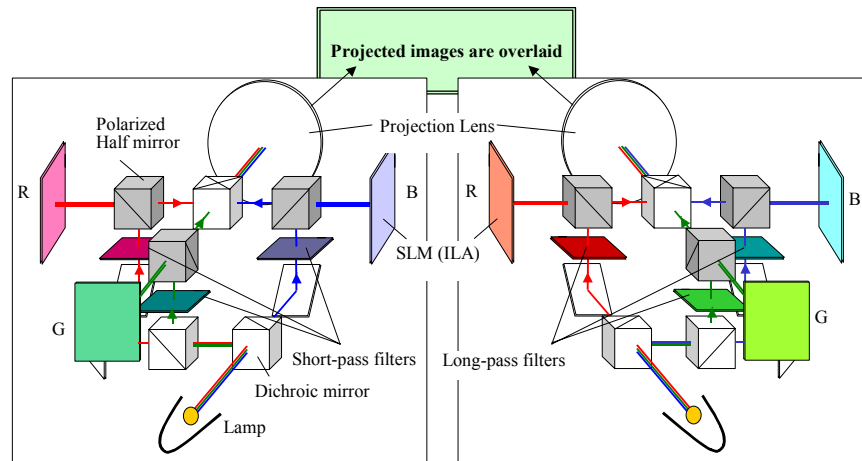 Projected images are overlaid
Polarized
Half mirror
Projection Lens
R
B
R
B
SLM (ILA)
G
G
Short-pass filters
Long-pass filters
Dichroic mirror
Lamp